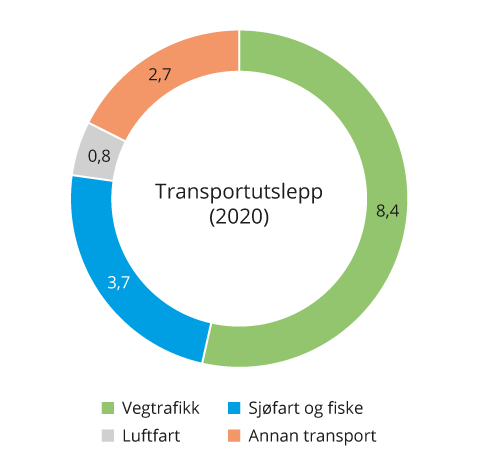 2,7
0,8
Transportutslepp
(2020)
8,4
3,7
Vegtrafikk
Sjøfart og fiske
Luftfart
Annan transport